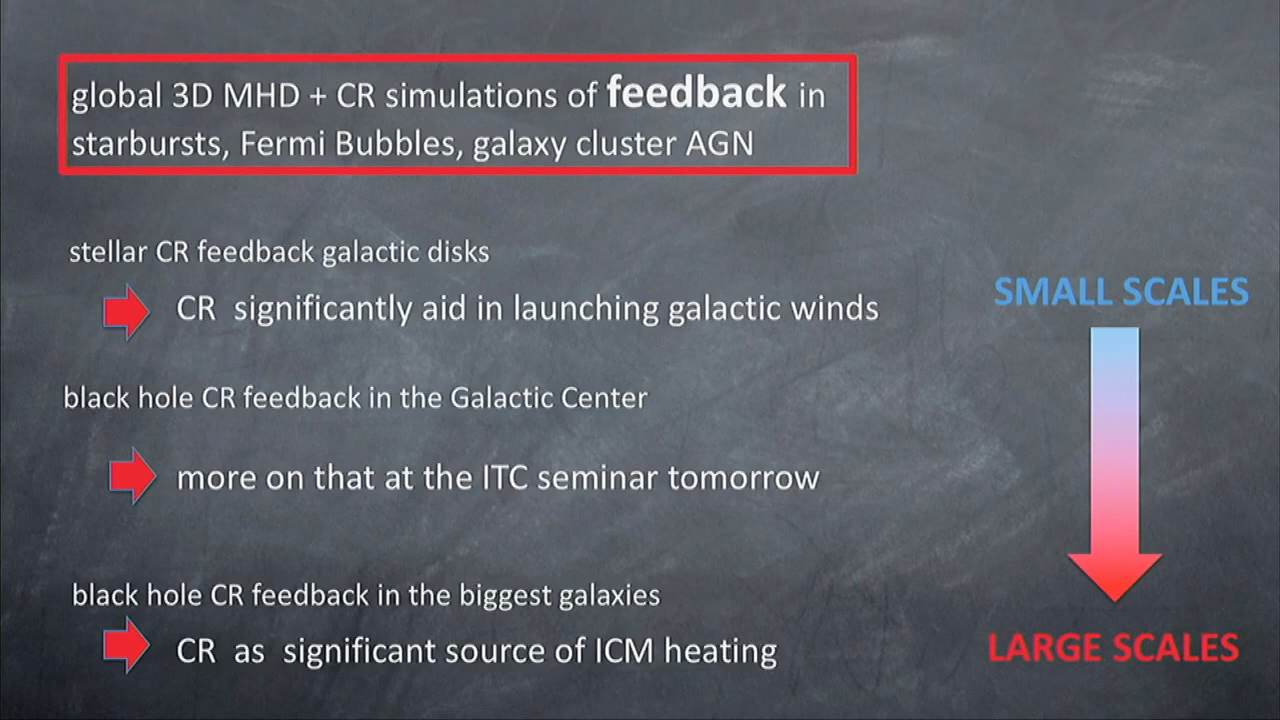 global 3D MHD + CR simulations of feedback in
starbursts, Fermi Bubbles, galaxy cluster AGN
stellar CR feedback galactic disks
CR significantly aid in launching galactic winds
black hole CR feedback in the Galactic Center
more on that at the ITC seminar tomorrow
black hole CR feedback in the biggest galaxies
CR as significant source of ICM heating
SMALL SCALES
LARGE SCALES